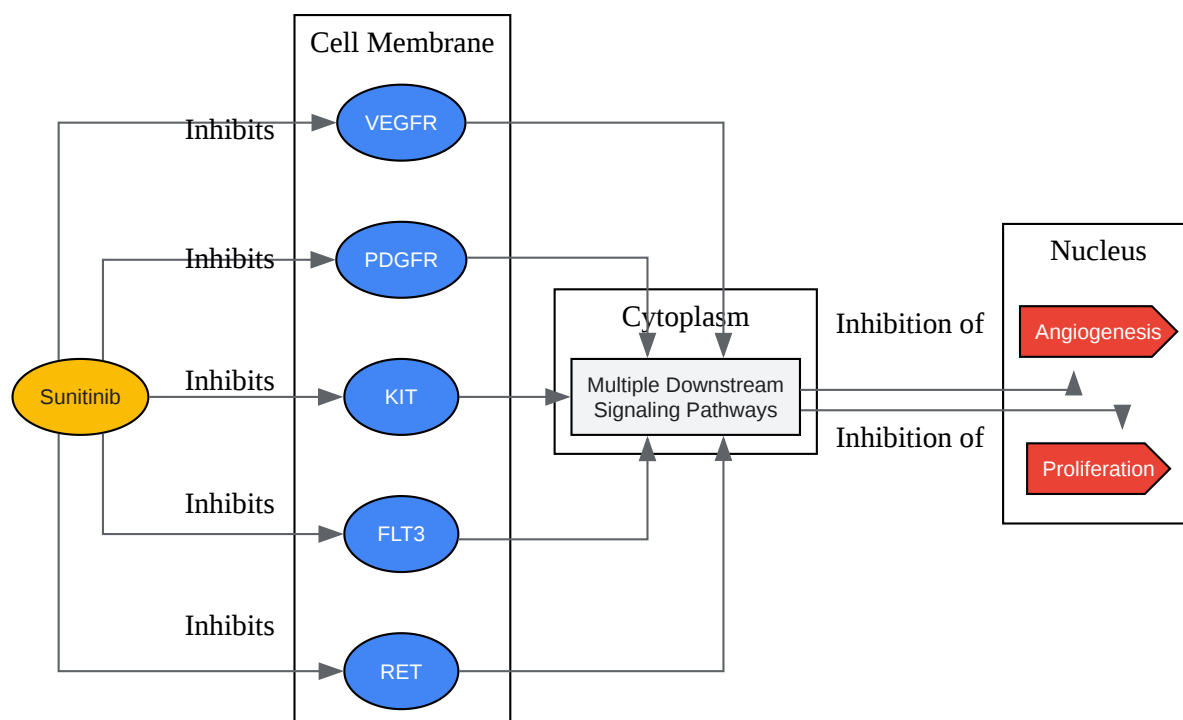 Cell Membrane
Inhibits
VEGFR
Inhibits
PDGFR
Nucleus
Cytoplasm
Inhibition of
Angiogenesis
Sunitinib
Inhibits
KIT
Multiple Downstream
Signaling Pathways
Inhibition of
Proliferation
Inhibits
FLT3
Inhibits
RET